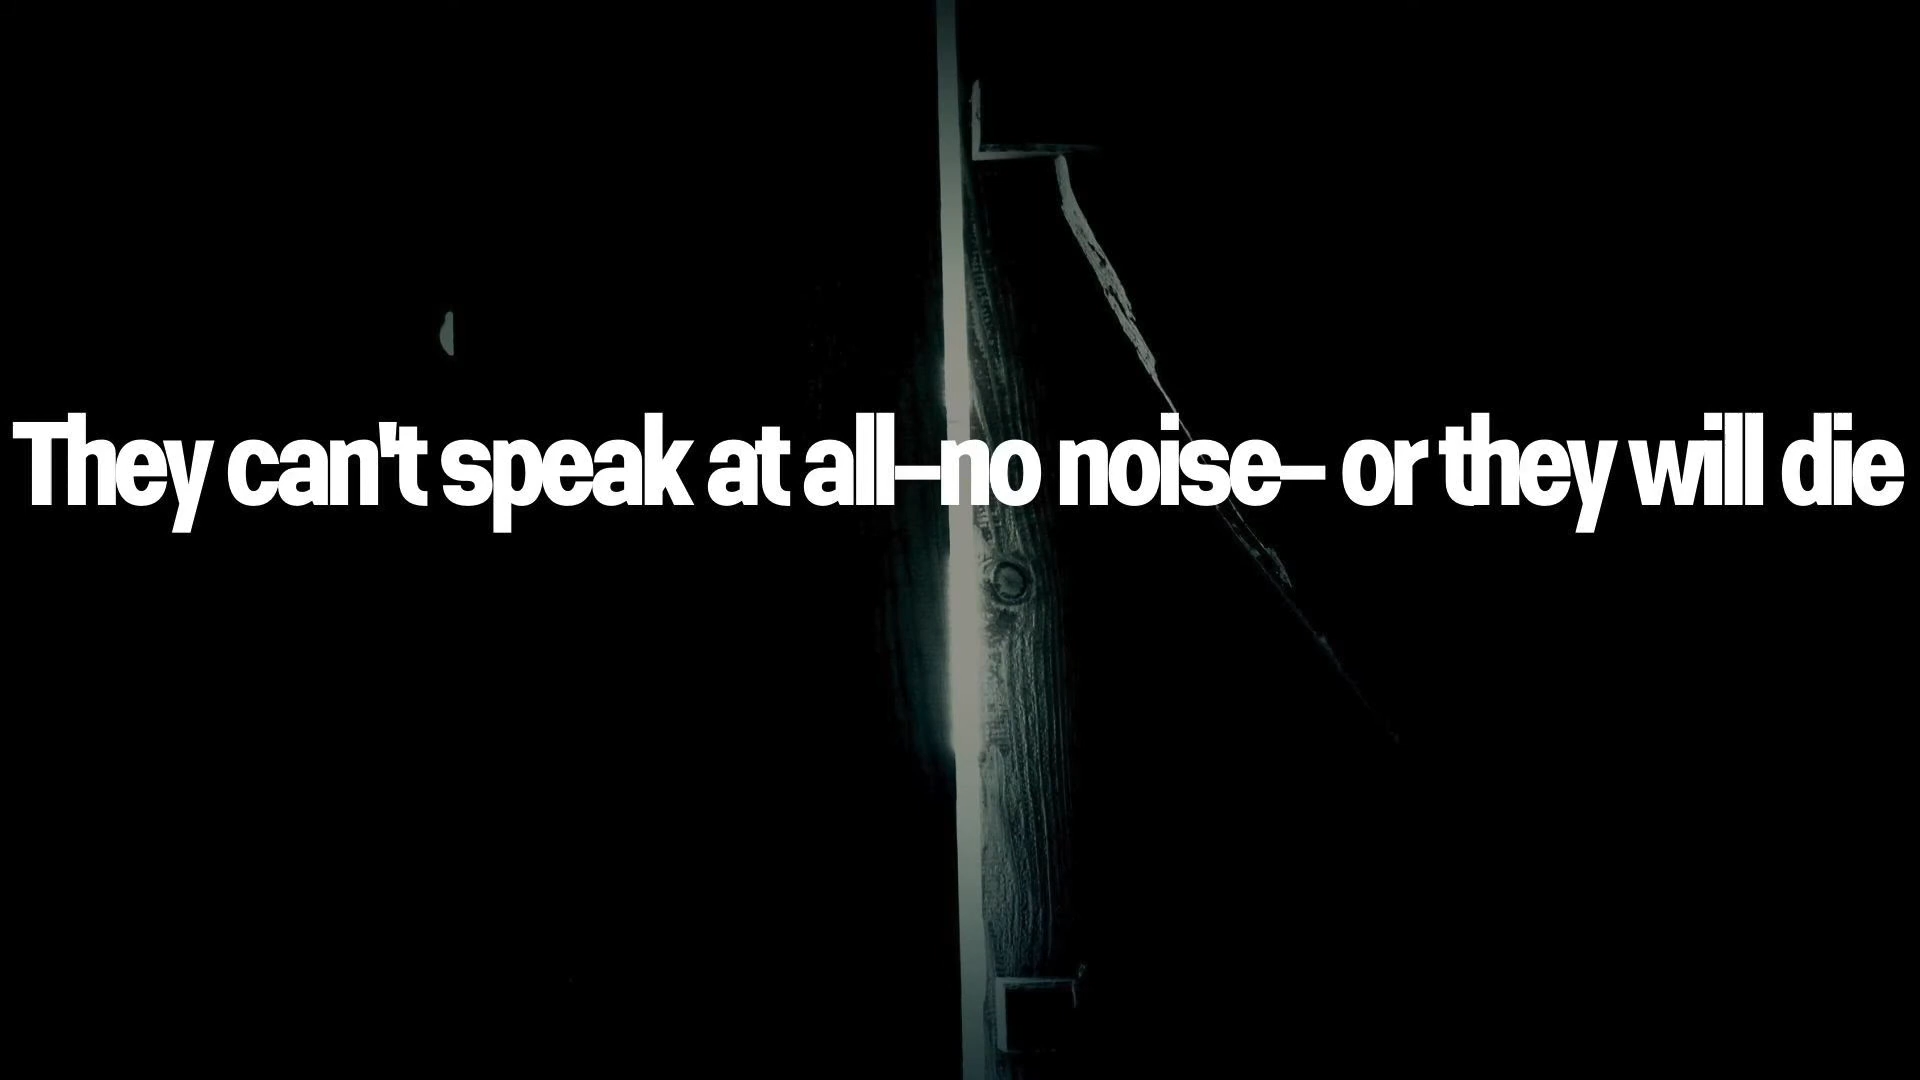 They can't speak at all–no noise– or they will die